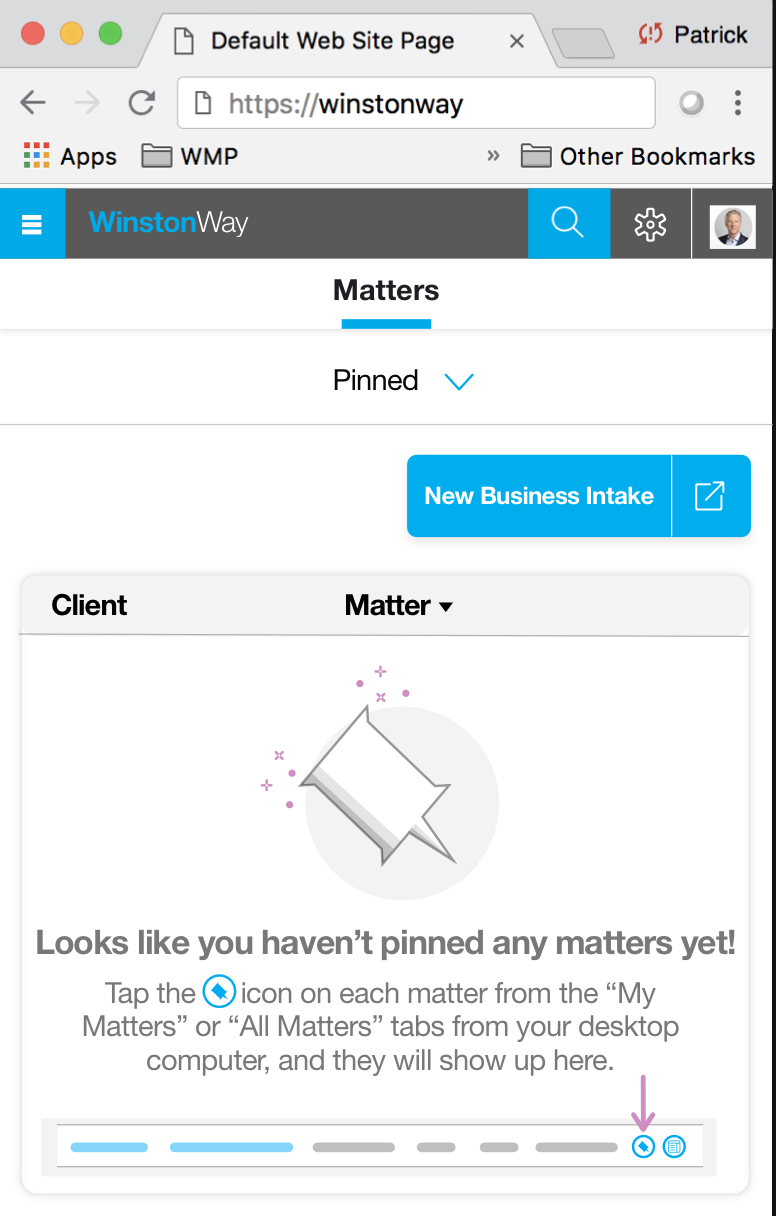 Default Web Site Page
Patrick
https://winstonway
Apps WMP » Other Bookmarks
WinstonWay
Matters
Pinned
New Business Intake
Client Matter
Looks like you haven’t pinned any matters yet!
Tap the icon on each matter from the “My
Matters” or “All Matters” tabs from your desktop
computer, and they will show up here.